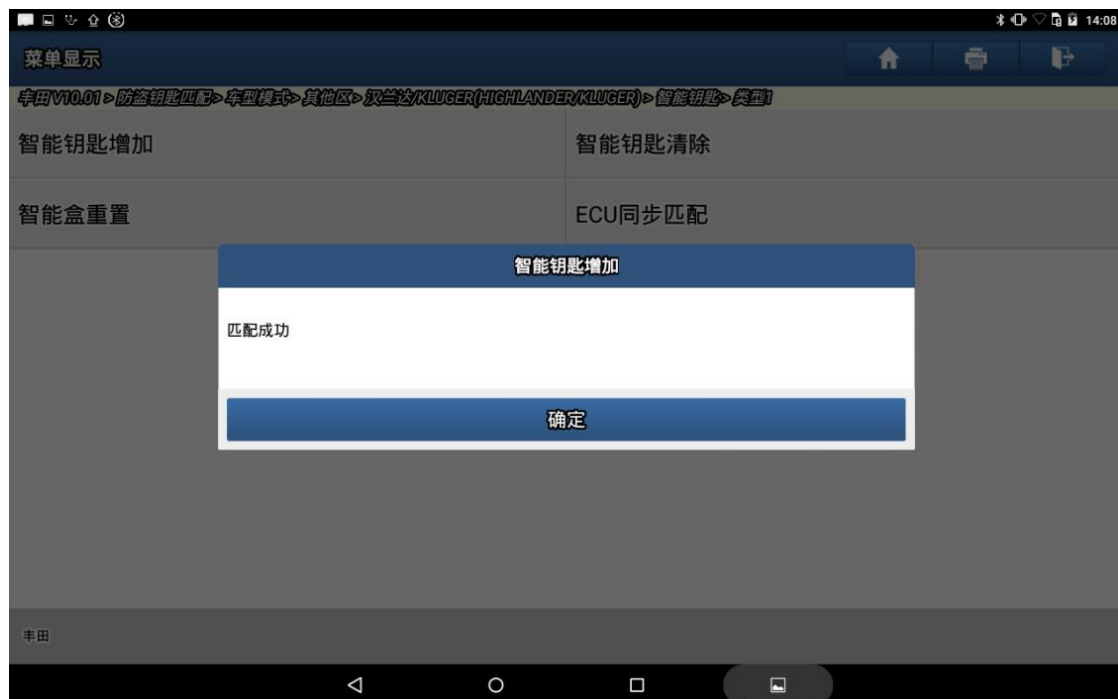 14:08
菜单显示
丰田V10.01 > 防盗钥匙匹配> 车型模式> 其他区> 汉兰达/KLUGER(HIGHLANDER/KLUGER) > 智能钥匙> 类型1
智能钥匙增加
智能钥匙清除
智能盒重置
ECU同步匹配
智能钥匙增加
匹配成功
确定
丰田